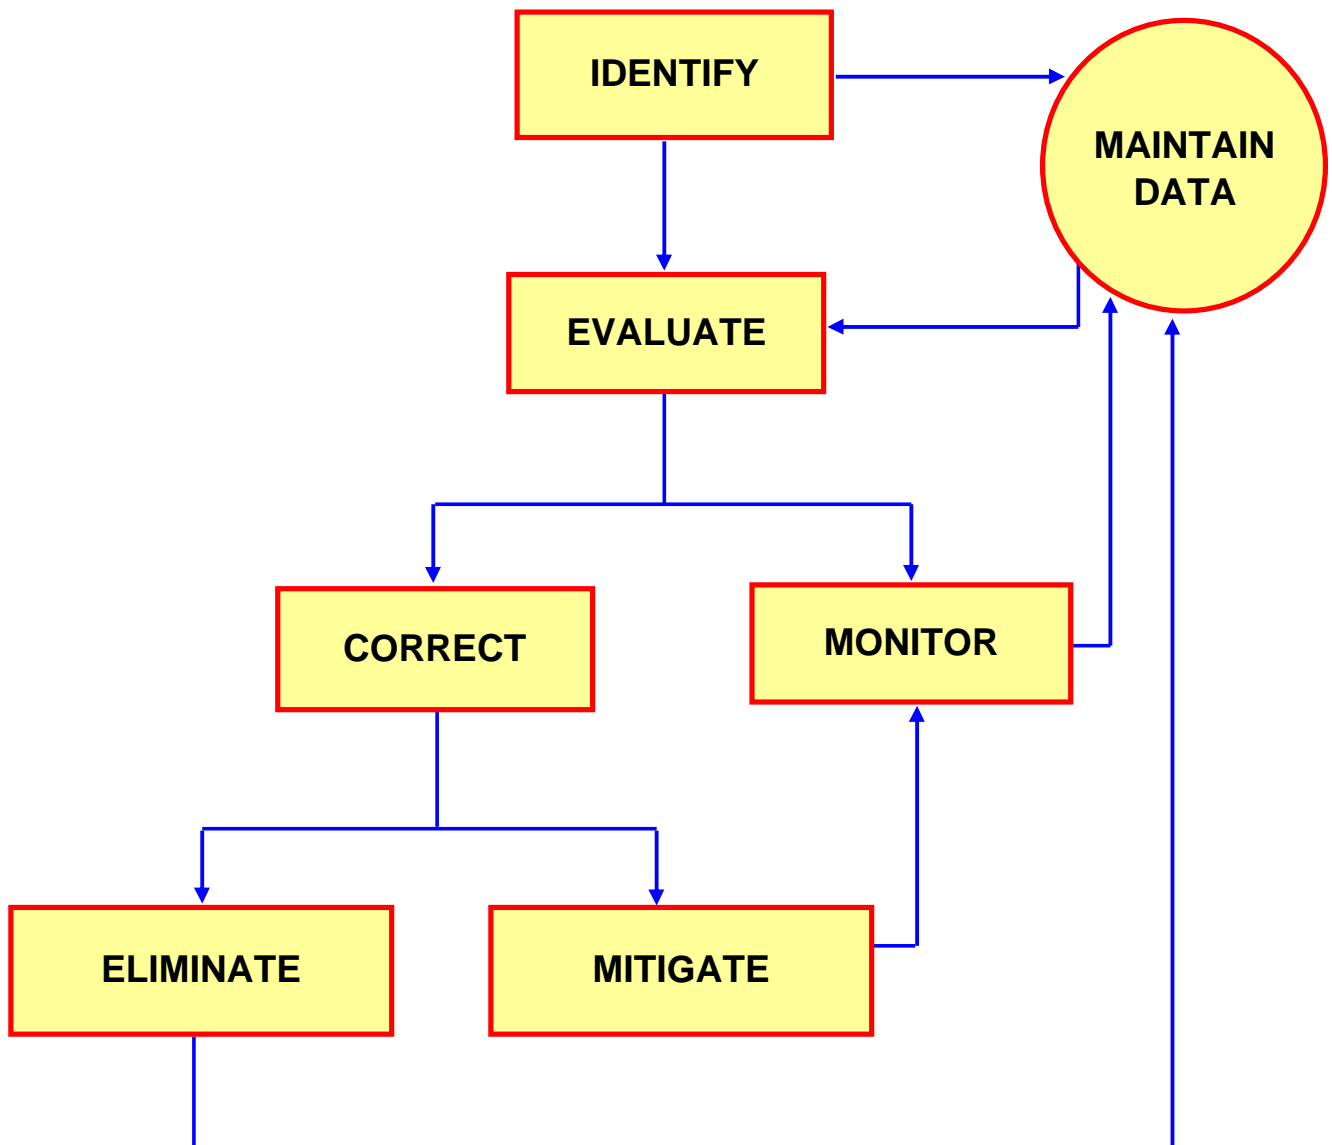 IDENTIFY
MAINTAIN
DATA
EVALUATE
CORRECT
MONITOR
ELIMINATE
MITIGATE